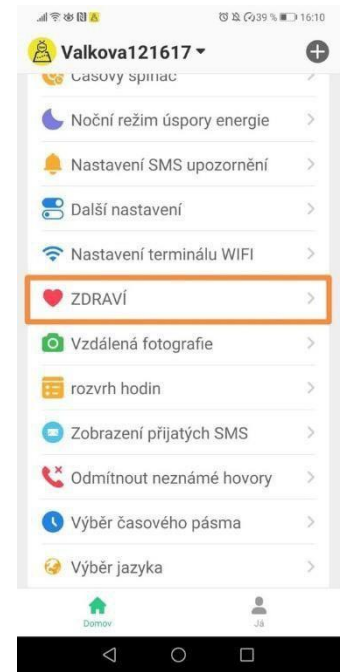 39 % 16:10
Valkova121617
Časový spínač
Noční režim úspory energie
Nastavení SMS upozornění
Další nastavení
Nastavení terminálu WIFI
ZDRAVÍ
Vzdálená fotografie
rozvrh hodin
Zobrazení přijatých SMS
Odmítnout neznámé hovory
Výběr časového pásma
Výběr jazyka
Domov
Já